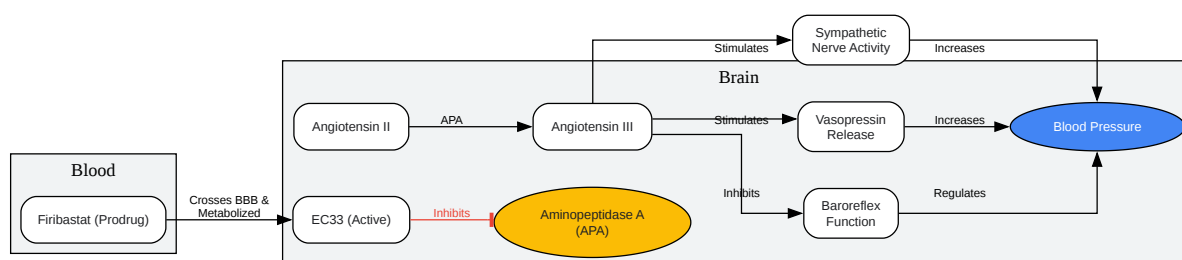 Sympathetic
Nerve Activity
Stimulates
Increases
Brain
Angiotensin II
APA
Angiotensin III
Stimulates
Vasopressin
Release
Increases
Blood Pressure
Blood
Firibastat (Prodrug)
Crosses BBB &
Metabolized
EC33 (Active)
Inhibits
Aminopeptidase A
(APA)
Inhibits
Baroreflex
Function
Regulates